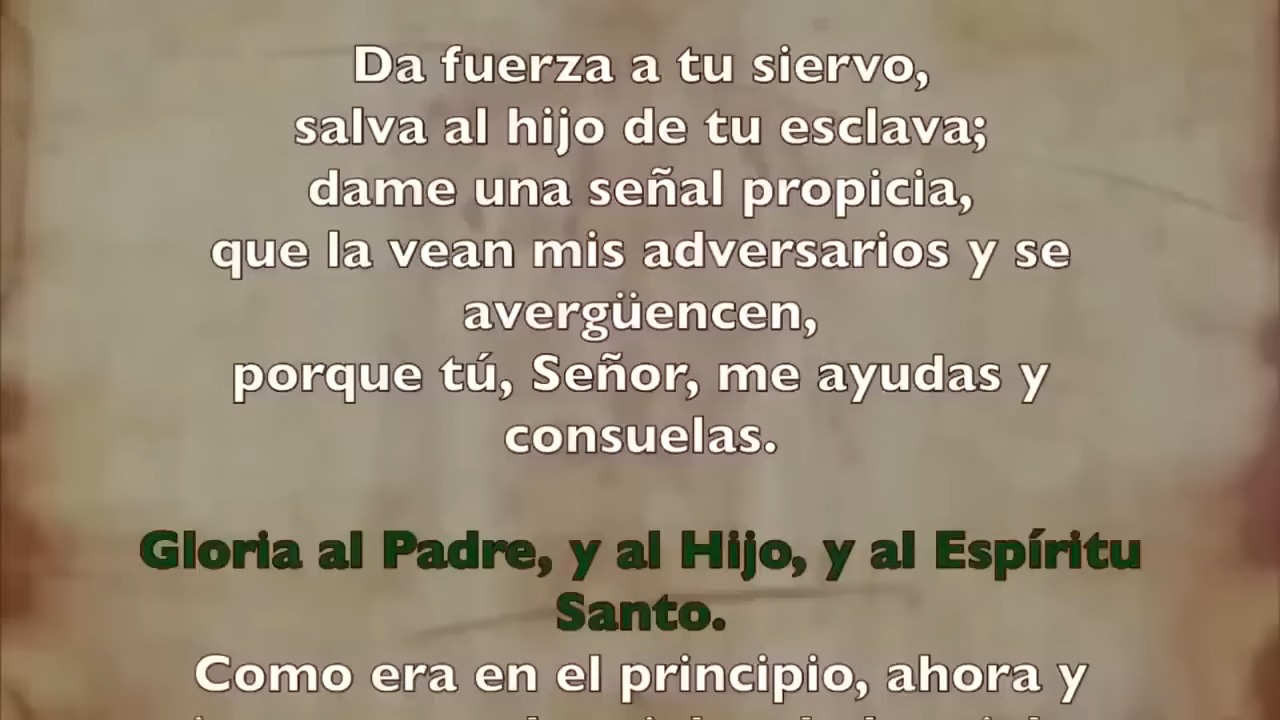 Da fuerza a tu siervo,
salva al hijo de tu esclava;
dame una señal propicia,
que la vean mis adversarios y se
avergüencen,
porque tú, Señor, me ayudas y
consuelas.
Gloria al Padre, y al Hijo, y al Espíritu
Santo.
Como era en el principio, ahora y